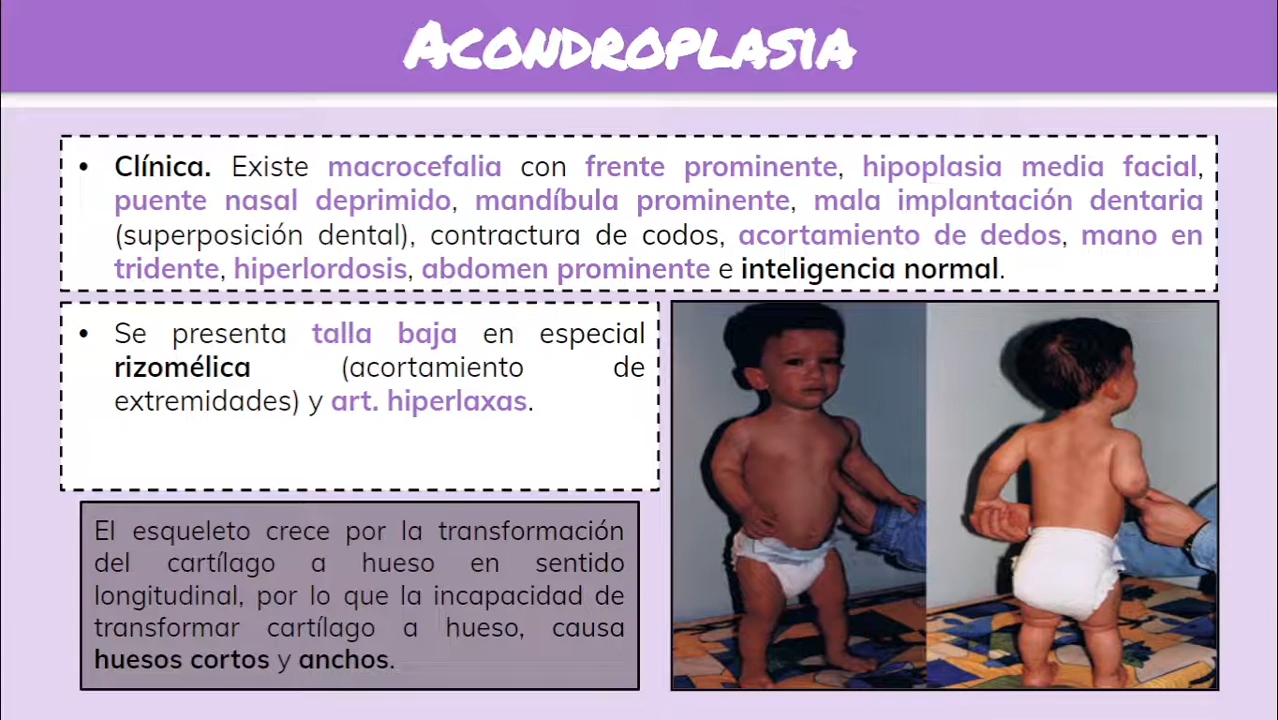 ACONDROPLASIA
• Clínica. Existe macrocefalia con frente prominente, hipoplasia media facial,
puente nasal deprimido, mandíbula prominente, mala implantación dentaria
(superposición dental), contractura de codos, acortamiento de dedos, mano en
tridente, hiperlordosis, abdomen prominente e inteligencia normal.
• Se presenta talla baja en especial
rizomélica (acortamiento de
extremidades) y art. hiperlaxas.
El esqueleto crece por la transformación
del cartílago a hueso en sentido
longitudinal, por lo que la incapacidad de
transformar cartílago a hueso, causa
huesos cortos y anchos.